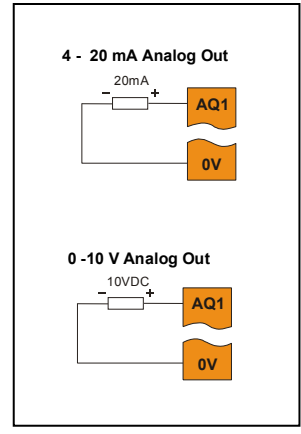 4 - 20 mA Analog Out
20mA
- +
AQ1
0V
0 -10 V Analog Out
10VDC
- +
AQ1
0V